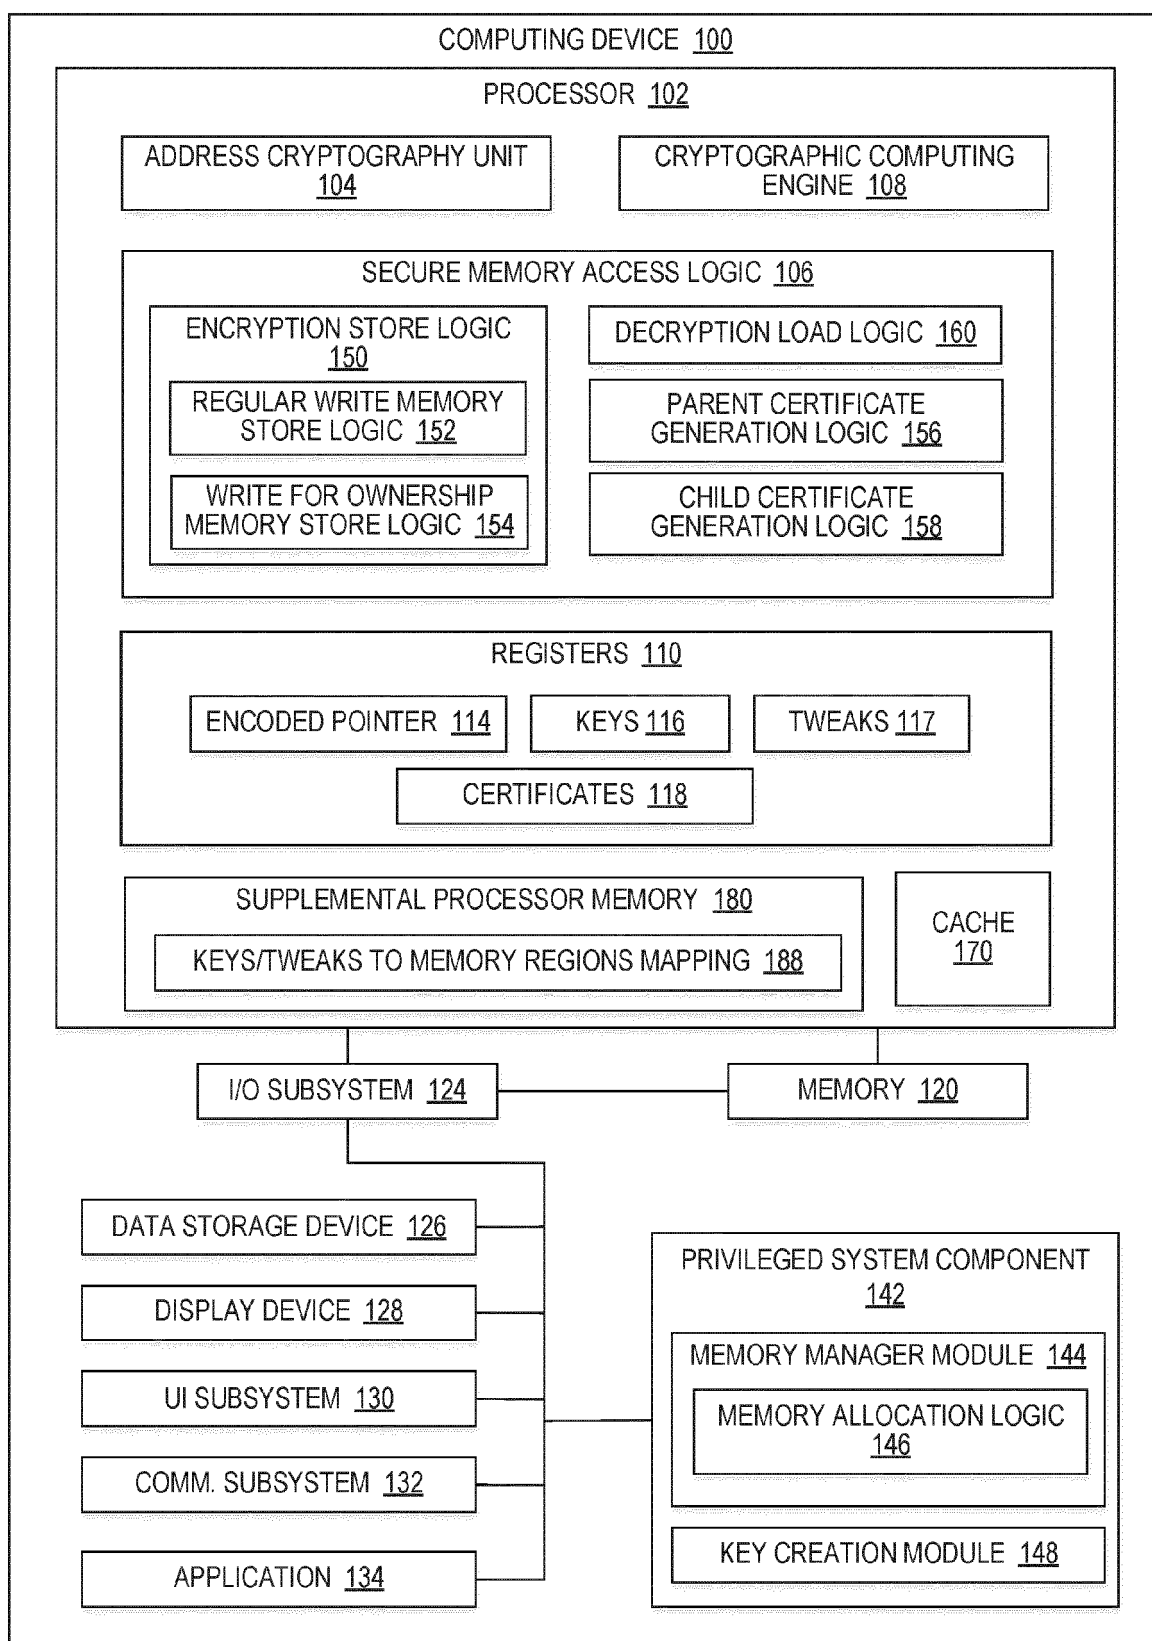 COMPUTING DEVICE 100
PROCESSOR 102
ADDRESS CRYPTOGRAPHY UNIT
104
CRYPTOGRAPHIC COMPUTING
ENGINE 108
SECURE MEMORY ACCESS LOGIC 106
ENCRYPTION STORE LOGIC
150
REGULAR WRITE MEMORY
STORE LOGIC 152
WRITE FOR OWNERSHIP
MEMORY STORE LOGIC 154
DECRYPTION LOAD LOGIC 160
PARENT CERTIFICATE
GENERATION LOGIC 156
CHILD CERTIFICATE
GENERATION LOGIC 158
REGISTERS 110
ENCODED POINTER 114
KEYS 116
TWEAKS 117
CERTIFICATES 118
SUPPLEMENTAL PROCESSOR MEMORY 180
KEYS/TWEAKS TO MEMORY REGIONS MAPPING 188
CACHE
170
I/O SUBSYSTEM 124
MEMORY 120
DATA STORAGE DEVICE 126
DISPLAY DEVICE 128
UI SUBSYSTEM 130
COMM. SUBSYSTEM 132
APPLICATION 134
PRIVILEGED SYSTEM COMPONENT
142
MEMORY MANAGER MODULE 144
MEMORY ALLOCATION LOGIC
146
KEY CREATION MODULE 148